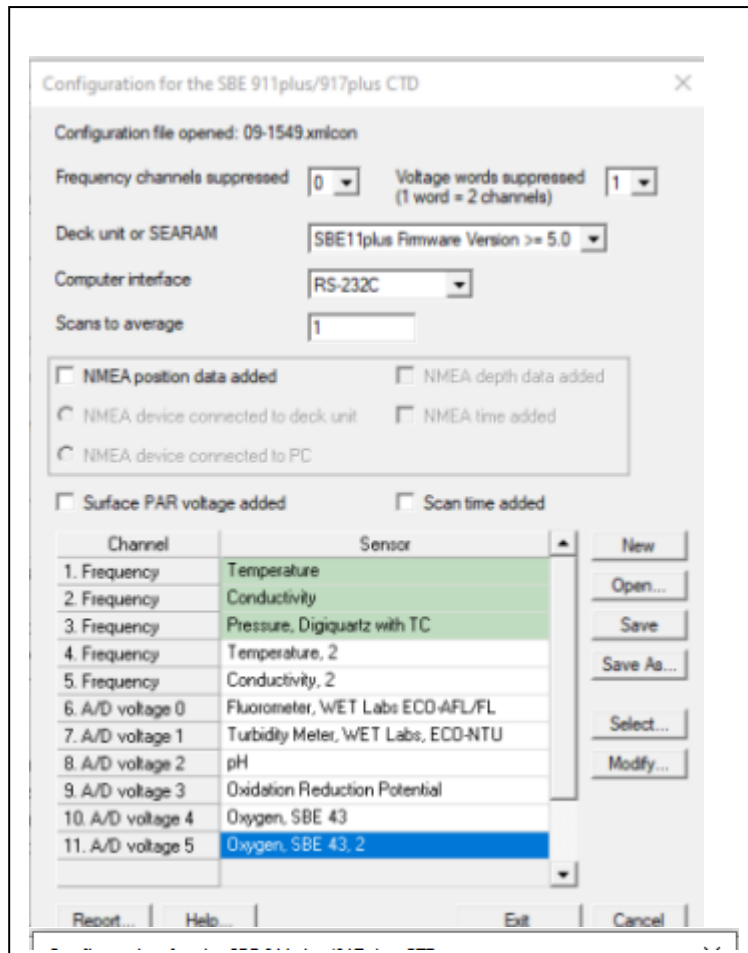 Configuration for the SBE 911plus/917plus CTD
Configuration file opened: 09-1549.xmlcon
Frequency channels suppressed 0 Voltage words suppressed 1
(1 word = 2 channels)
Deck unit or SEARAM SBE11plus Firmware Version >= 5.0
Computer interface RS-232C
Scans to average 1
NMEA position data added NMEA depth data added
NMEA device connected to deck unit NMEA time added
NMEA device connected to PC
Surface PAR voltage added Scan time added
Channel Sensor New
1. Frequency Temperature
2. Frequency Conductivity Open...
3. Frequency Pressure, Digiquartz with TC Save
4. Frequency Temperature, 2 Save As...
5. Frequency Conductivity, 2
6. A/D voltage 0 Fluorometer, WET Labs ECO-AFL/FL
7. A/D voltage 1 Turbidity Meter, WET Labs, ECO-NTU Select...
8. A/D voltage 2 pH Modify...
9. A/D voltage 3 Oxidation Reduction Potential
10. A/D voltage 4 Oxygen, SBE 43
11. A/D voltage 5 Oxygen, SBE 43, 2
Report... Help... Exit Cancel